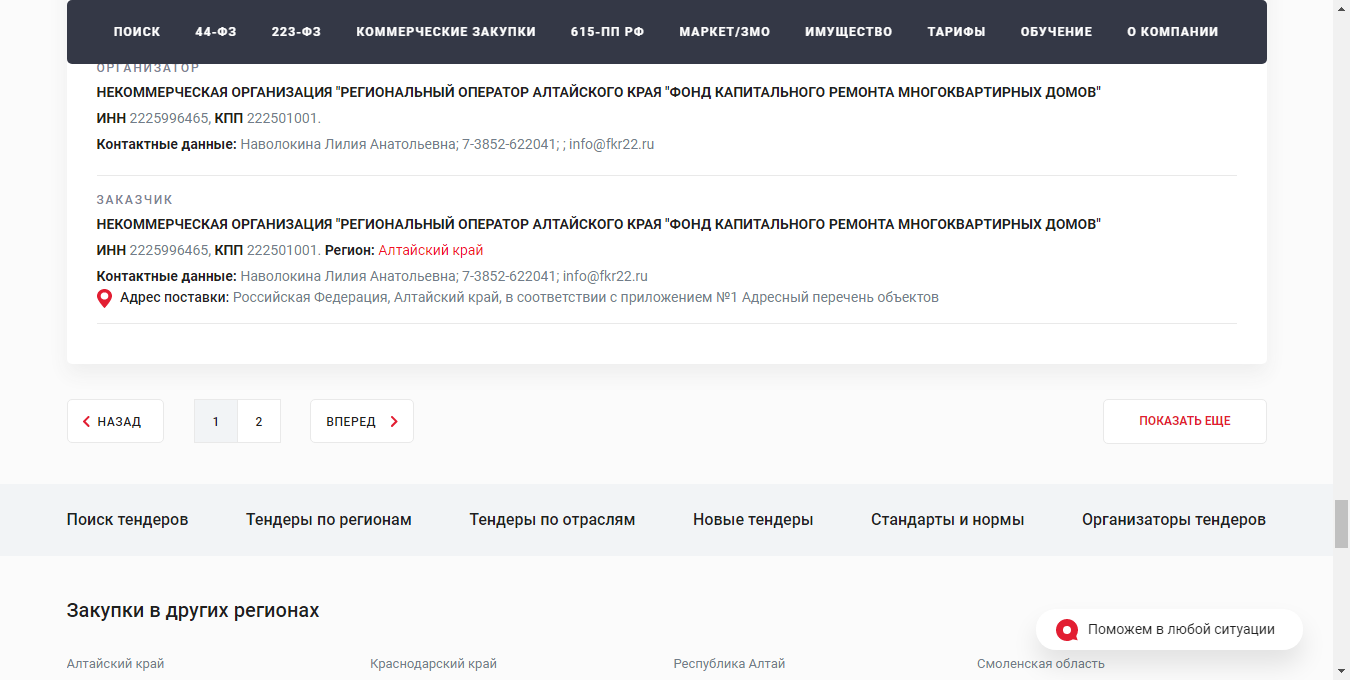 ПОИСК 44-ФЗ 223-ФЗ КОММЕРЧЕСКИЕ ЗАКУПКИ 615-ПП РФ МАРКЕТ/ЗМО ИМУЩЕСТВО ТАРИФЫ ОБУЧЕНИЕ О КОМПАНИИ
ОРГАНИЗАТОР
НЕКОММЕРЧЕСКАЯ ОРГАНИЗАЦИЯ "РЕГИОНАЛЬНЫЙ ОПЕРАТОР АЛТАЙСКОГО КРАЯ "ФОНД КАПИТАЛЬНОГО РЕМОНТА МНОГОКВАРТИРНЫХ ДОМОВ"
ИНН 2225996465, КПП 222501001.
Контактные данные: Наволокина Лилия Анатольевна; 7-3852-622041; ; info@fkr22.ru
ЗАКАЗЧИК
НЕКОММЕРЧЕСКАЯ ОРГАНИЗАЦИЯ "РЕГИОНАЛЬНЫЙ ОПЕРАТОР АЛТАЙСКОГО КРАЯ "ФОНД КАПИТАЛЬНОГО РЕМОНТА МНОГОКВАРТИРНЫХ ДОМОВ"
ИНН 2225996465, КПП 222501001. Регион: Алтайский край
Контактные данные: Наволокина Лилия Анатольевна; 7-3852-622041; info@fkr22.ru
Адрес поставки: Российская Федерация, Алтайский край, в соответствии с приложением №1 Адресный перечень объектов
НАЗАД 1 2 ВПЕРЕД ПОКАЗАТЬ ЕЩЕ
Поиск тендеров Тендеры по регионам Тендеры по отраслям Новые тендеры Стандарты и нормы Организаторы тендеров
Закупки в других регионах
Поможем в любой ситуации
Алтайский край Краснодарский край Республика Алтай Смоленская область